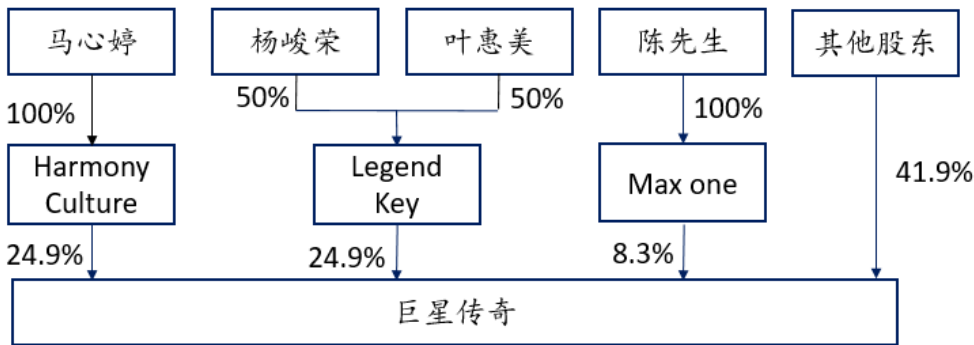 马心婷
杨峻荣
叶惠美
陈先生
其他股东
100%
50%
50%
100%
Harmony
Culture
Legend
Key
Max one
41.9%
24.9%
24.9%
8.3%
巨星传奇